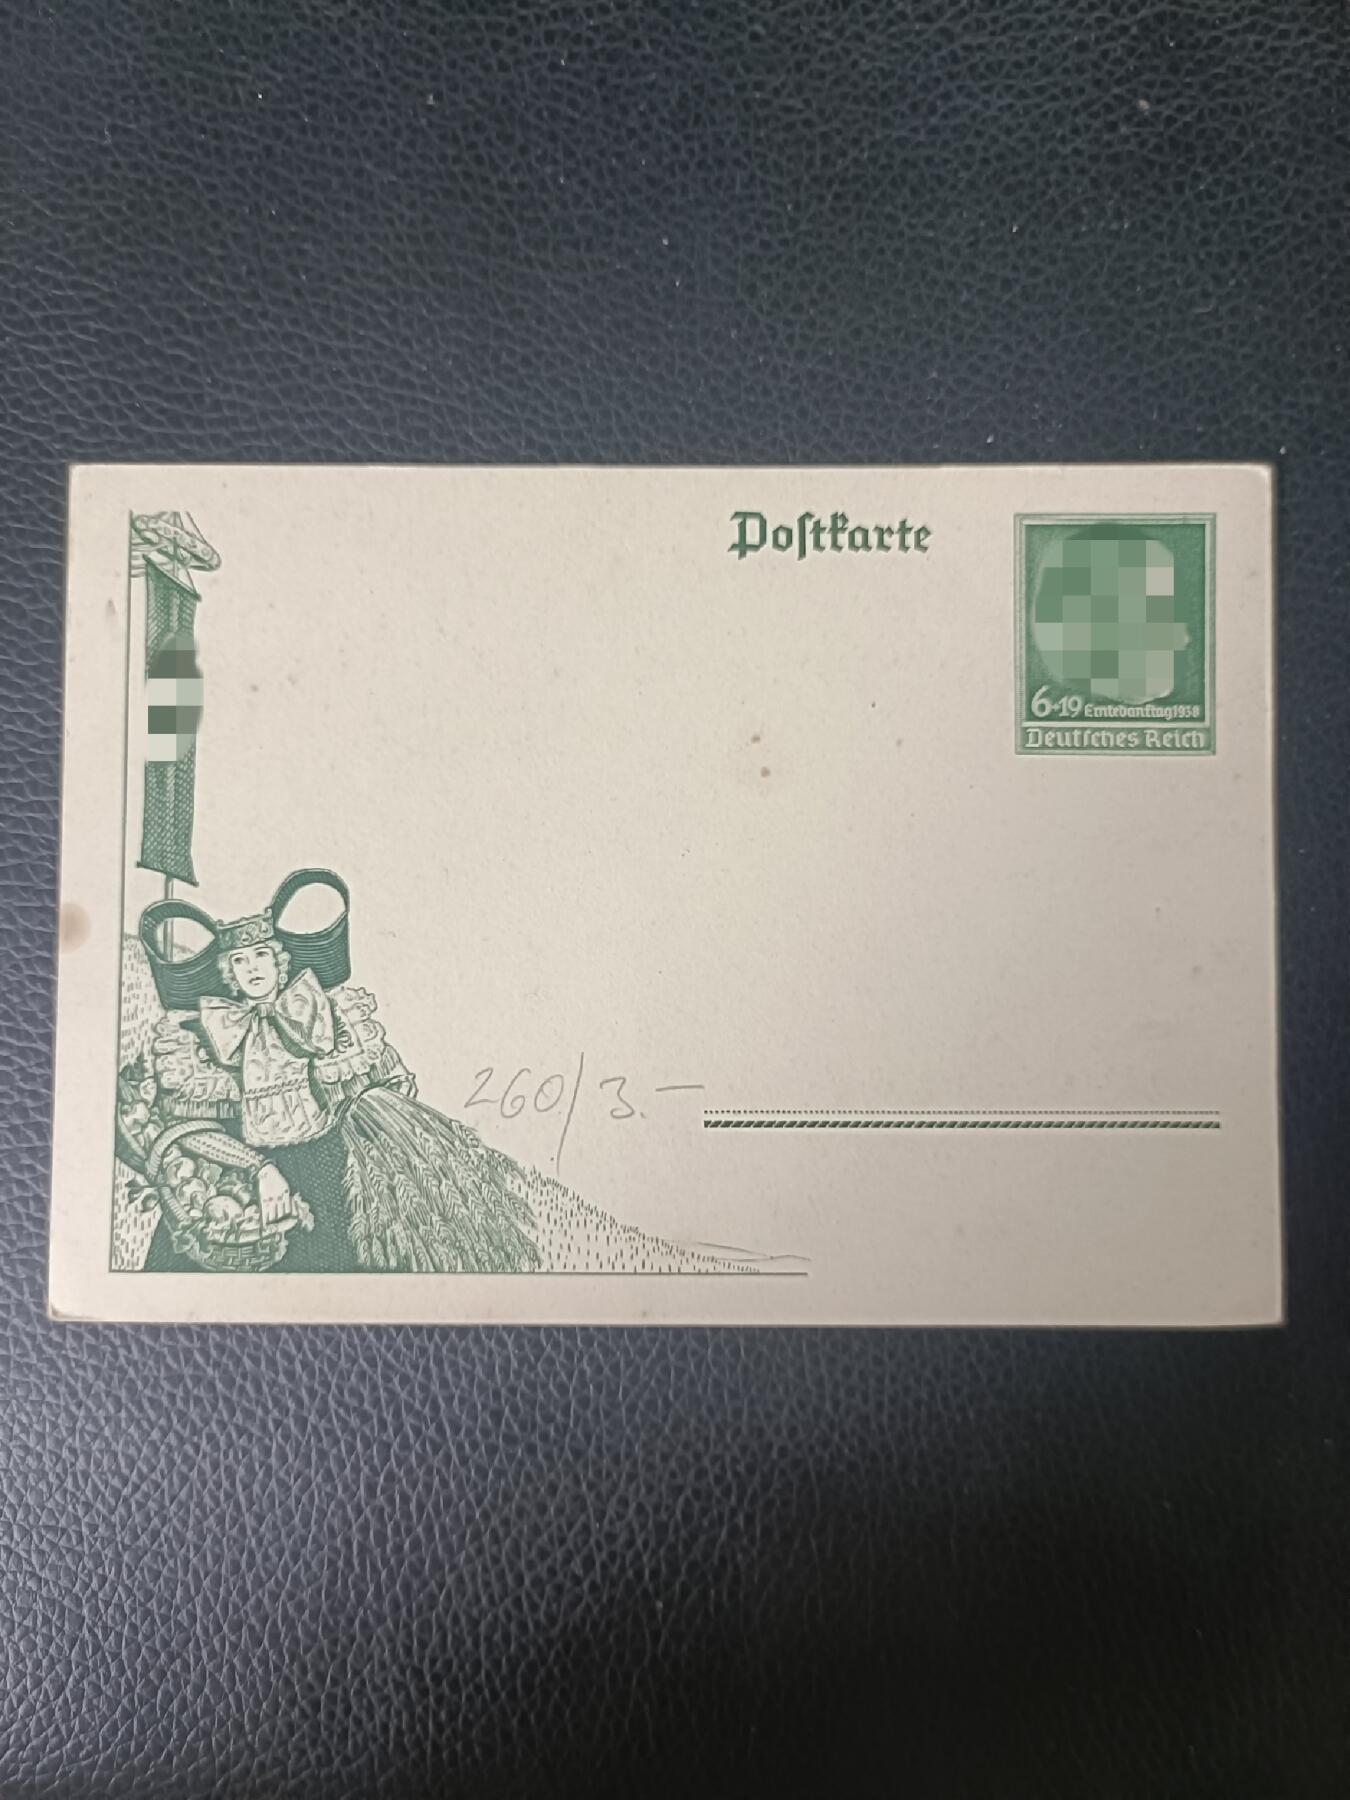 Postkarte
6+19 Erntedanktag 1938
Deutsches Reich
260/3.-